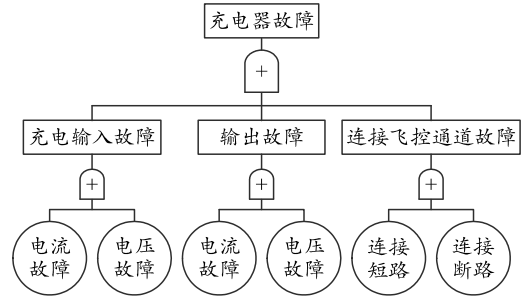 充电器故障
+
充电输入故障
输出故障
连接飞控通道故障
+
+
+
电流
故障
电压
故障
电流
故障
电压
故障
连接
短路
连接
断路